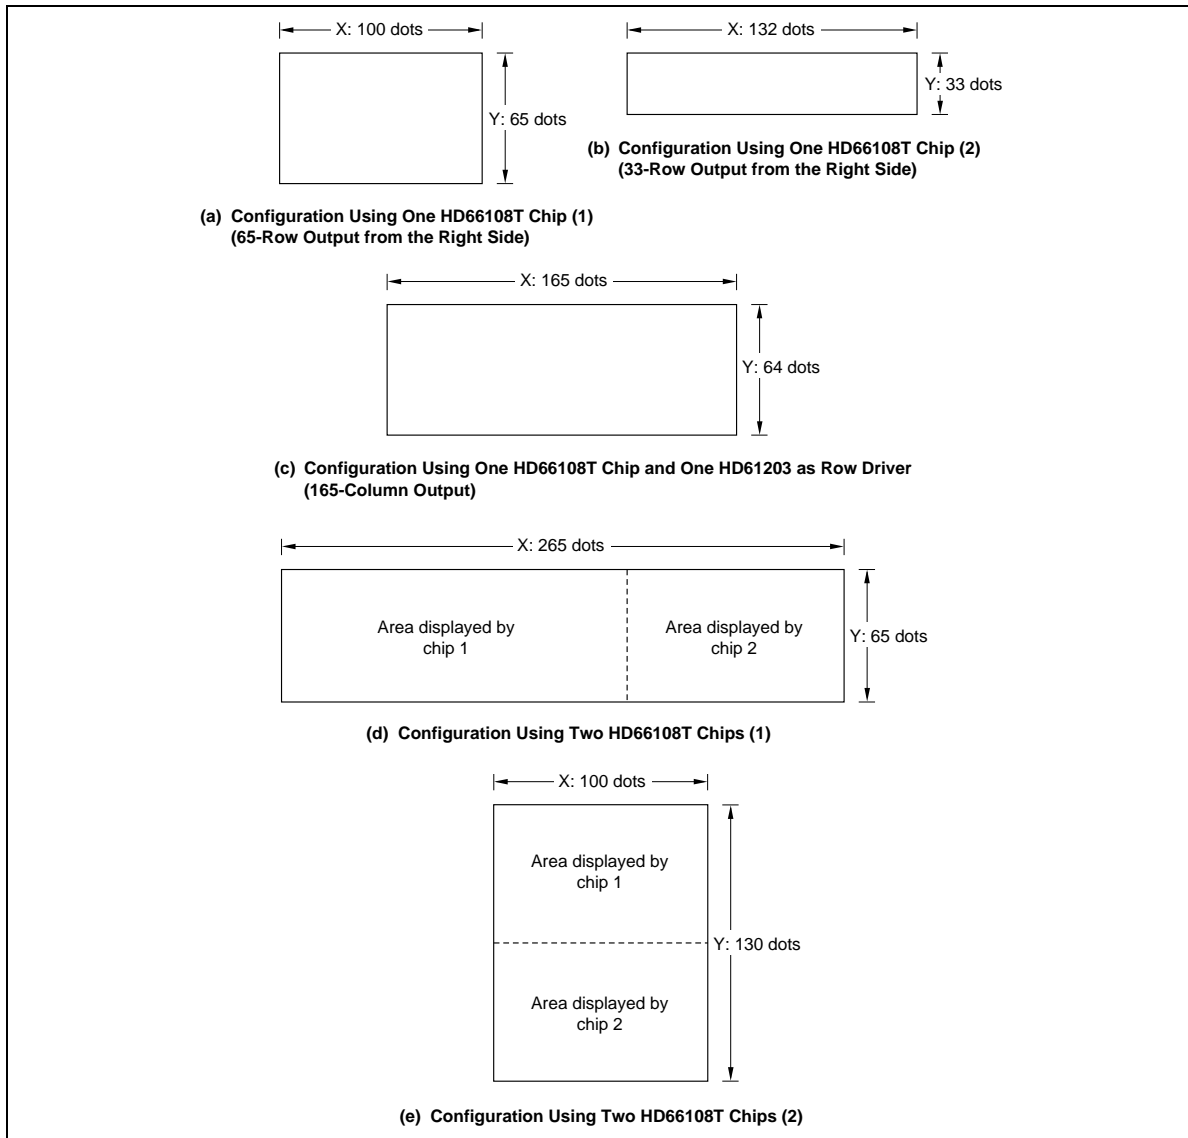 X: 100 dots
Y: 65 dots
(a) Configuration Using One HD66108T Chip (1)
(65-Row Output from the Right Side)
X: 132 dots
Y: 33 dots
(b) Configuration Using One HD66108T Chip (2)
(33-Row Output from the Right Side)
X: 165 dots
Y: 64 dots
(c) Configuration Using One HD66108T Chip and One HD61203 as Row Driver
(165-Column Output)
X: 265 dots
Area displayed by
chip 1
Area displayed by
chip 2
Y: 65 dots
(d) Configuration Using Two HD66108T Chips (1)
X: 100 dots
Area displayed by
chip 1
Y: 130 dots
Area displayed by
chip 2
(e) Configuration Using Two HD66108T Chips (2)